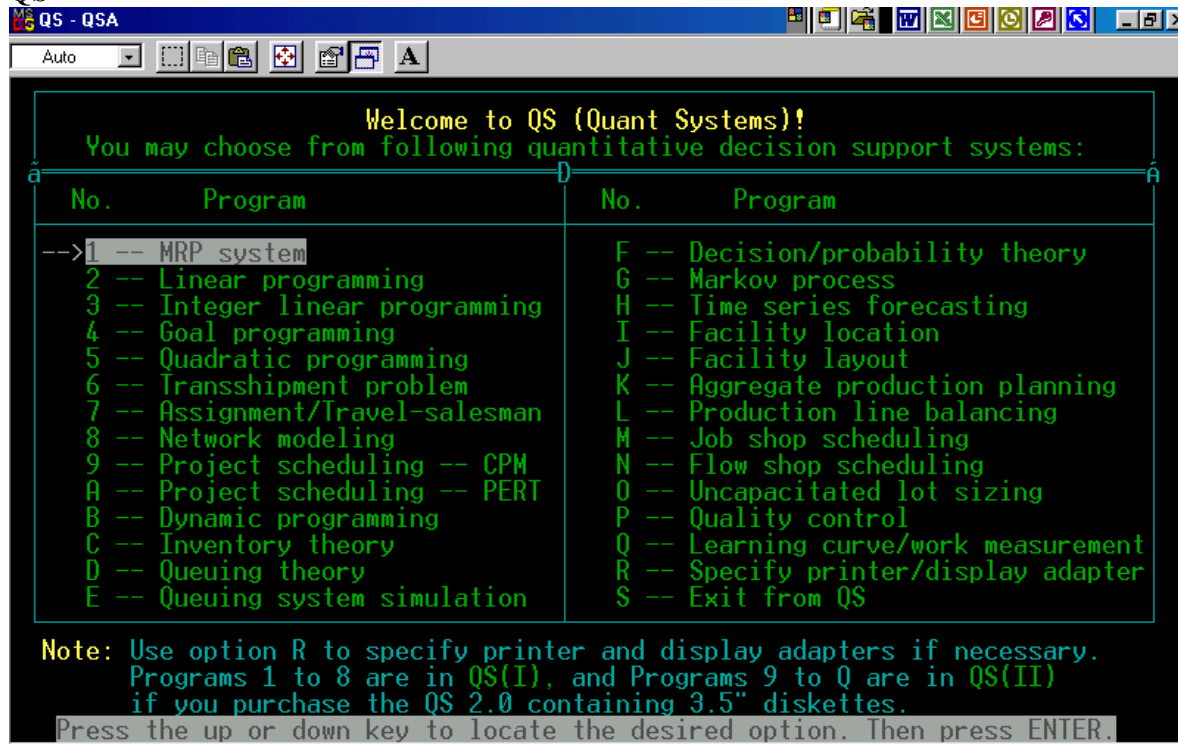 QS
QS - QSA
Auto
A
Welcome to QS (Quant Systems)!
You may choose from following quantitative decision support systems:
No. Program
-->1 -- MRP system
2 -- Linear programming
3 -- Integer linear programming
4 -- Goal programming
5 -- Quadratic programming
6 -- Transshipment problem
7 -- Assignment/Travel-salesman
8 -- Network modeling
9 -- Project scheduling -- CPM
A -- Project scheduling -- PERT
B -- Dynamic programming
C -- Inventory theory
D -- Queuing theory
E -- Queuing system simulation
No. Program
F -- Decision/probability theory
G -- Markov process
H -- Time series forecasting
I -- Facility location
J -- Facility layout
K -- Aggregate production planning
L -- Production line balancing
M -- Job shop scheduling
N -- Flow shop scheduling
O -- Uncapacitated lot sizing
P -- Quality control
Q -- Learning curve/work measurement
R -- Specify printer/display adapter
S -- Exit from QS
Note: Use option R to specify printer and display adapters if necessary.
Programs 1 to 8 are in QS(I), and Programs 9 to Q are in QS(II)
if you purchase the QS 2.0 containing 3.5" diskettes.
Press the up or down key to locate the desired option. Then press ENTER.